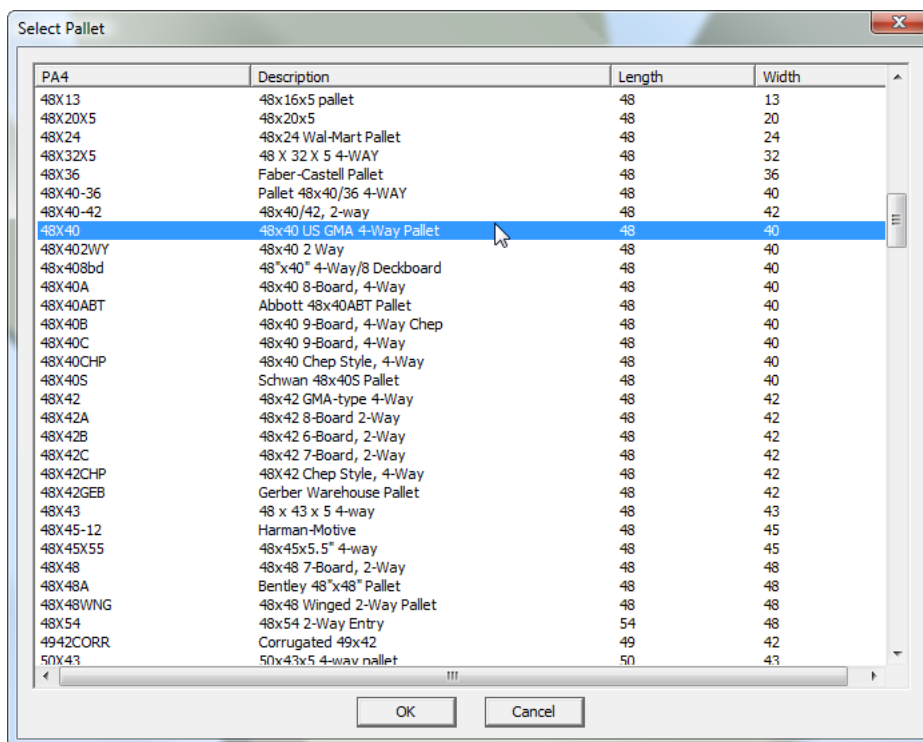 Select Pallet
PA4 Description Length Width
48X13 48x16x5 pallet 48 13
48X20X5 48x20x5 48 20
48X24 48x24 Wal-Mart Pallet 48 24
48X32X5 48 X 32 X 5 4-WAY 48 32
48X36 Faber-Castell Pallet 48 36
48X40-36 Pallet 48x40/36 4-WAY 48 40
48X40-42 48x40/42, 2-way 48 42
48X40 48x40 US GMA 4-Way Pallet 48 40
48X402WY 48x40 2 Way 48 40
48x408bd 48"x40" 4-Way/8 Deckboard 48 40
48X40A 48x40 8-Board, 4-Way 48 40
48X40ABT Abbott 48x40ABT Pallet 48 40
48X40B 48x40 9-Board, 4-Way Chep 48 40
48X40C 48x40 9-Board, 4-Way 48 40
48X40CHP 48x40 Chep Style, 4-Way 48 40
48X40S Schwan 48x40S Pallet 48 40
48X42 48x42 GMA-type 4-Way 48 42
48X42A 48x42 8-Board 2-Way 48 42
48X42B 48x42 6-Board, 2-Way 48 42
48X42C 48x42 7-Board, 2-Way 48 42
48X42CHP 48X42 Chep Style, 4-Way 48 42
48X42GEB Gerber Warehouse Pallet 48 42
48X43 48 x 43 x 5 4-way 48 43
48X45-12 Harman-Motive 48 45
48X45X55 48x45x5.5" 4-way 48 45
48X48 48x48 7-Board, 2-Way 48 48
48X48A Bentley 48"x48" Pallet 48 48
48X48WNG 48x48 Winged 2-Way Pallet 48 48
48X54 48x54 2-Way Entry 54 48
4942CORR Corrugated 49x42 49 42
50X43 50x43x5 4-way pallet 50 43
OK Cancel